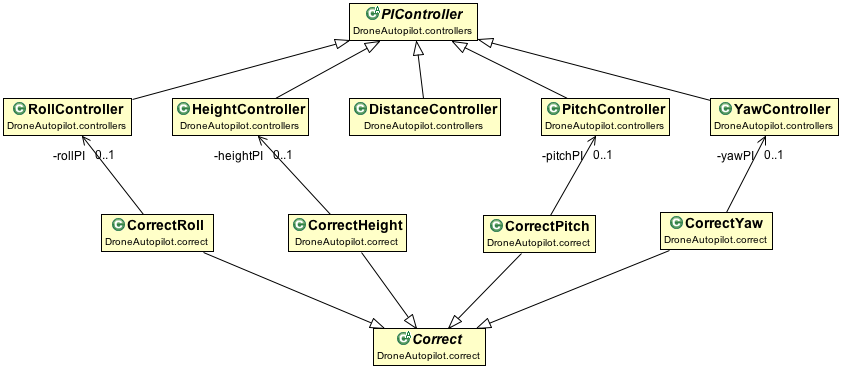 PIController
DroneAutopilot.controllers
RollController
DroneAutopilot.controllers
HeightController
DroneAutopilot.controllers
DistanceController
DroneAutopilot.controllers
PitchController
DroneAutopilot.controllers
YawController
DroneAutopilot.controllers
-rollPI 0..1
-heightPI 0..1
-pitchPI 0..1
-yawPI 0..1
CorrectRoll
DroneAutopilot.correct
CorrectHeight
DroneAutopilot.correct
CorrectPitch
DroneAutopilot.correct
CorrectYaw
DroneAutopilot.correct
Correct
DroneAutopilot.correct